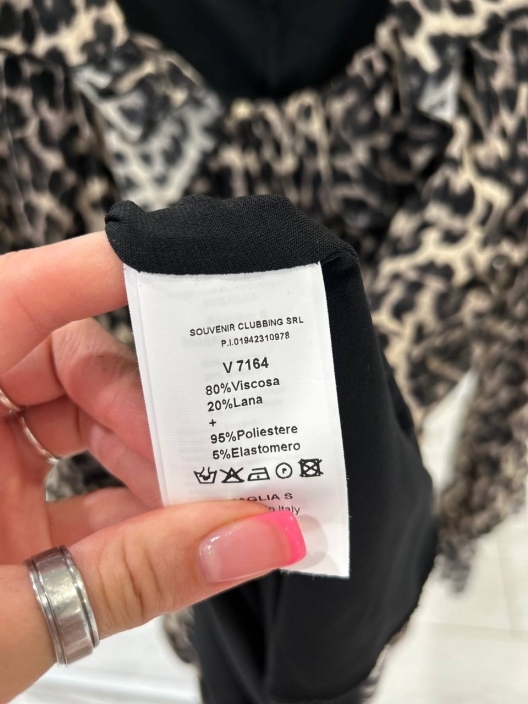 SOUVENIR CLUBBING SRL
P.I.01942310978
V 7164
80%Viscosa
20%Lana
+
95%Poliestere
5%Elastomero
P
S
Italy